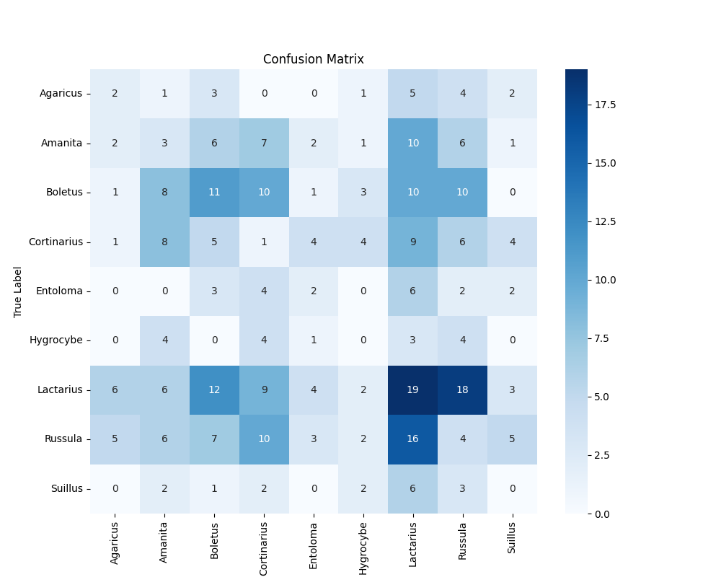 Confusion Matrix
Agaricus 2 1 3 0 0 1 5 4 2
Amanita 2 3 6 7 2 1 10 6 1
Boletus 1 8 11 10 1 3 10 10 0
Cortinarius 1 8 5 1 4 4 9 6 4
Entoloma 0 0 3 4 2 0 6 2 2
Hygrocybe 0 4 0 4 1 0 3 4 0
Lactarius 6 6 12 9 4 2 19 18 3
Russula 5 6 7 10 3 2 16 4 5
Suillus 0 2 1 2 0 2 6 3 0
True Label
Agaricus
Amanita
Boletus
Cortinarius
Entoloma
Hygrocybe
Lactarius
Russula
Suillus
17.5
15.0
12.5
10.0
7.5
5.0
2.5
0.0